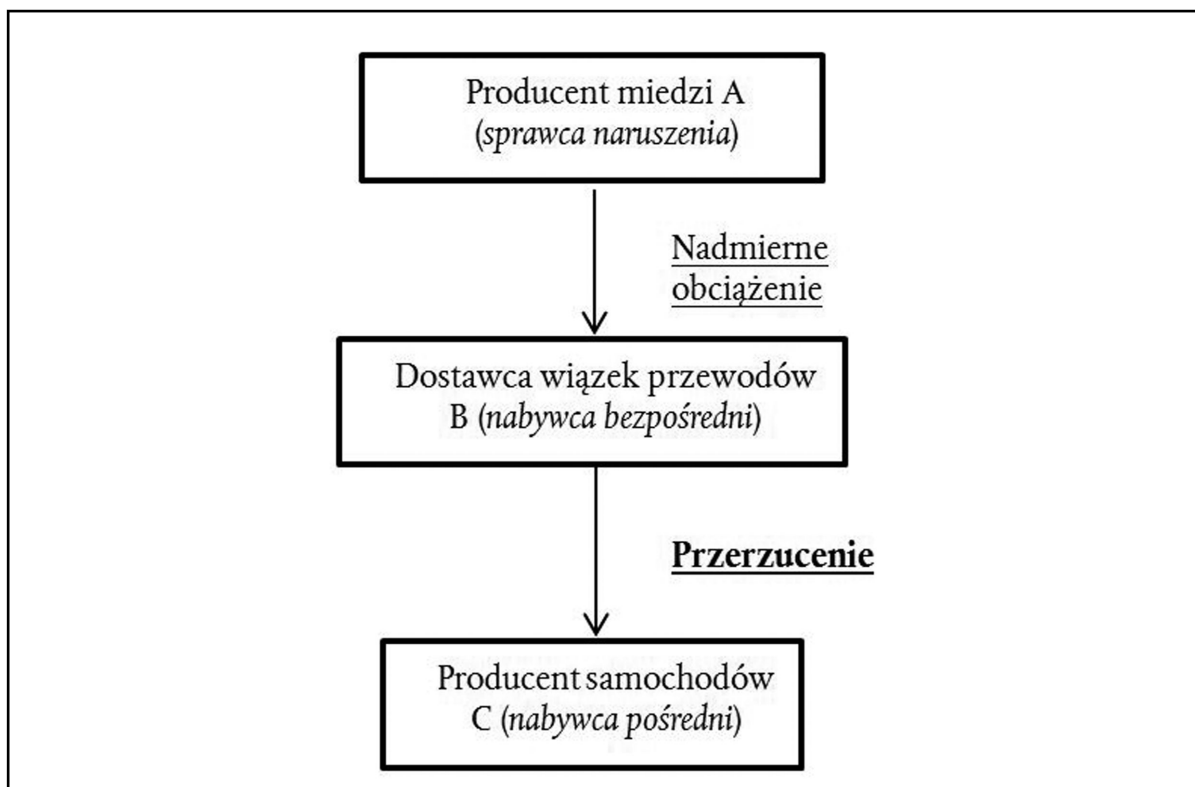 Producent miedzi A
(sprawca naruszenia)
Nadmierne
obciążenie
Dostawca wiązek przewodów
B (nabywca bezpośredni)
Przerzucenie
Producent samochodów
C (nabywca pośredni)